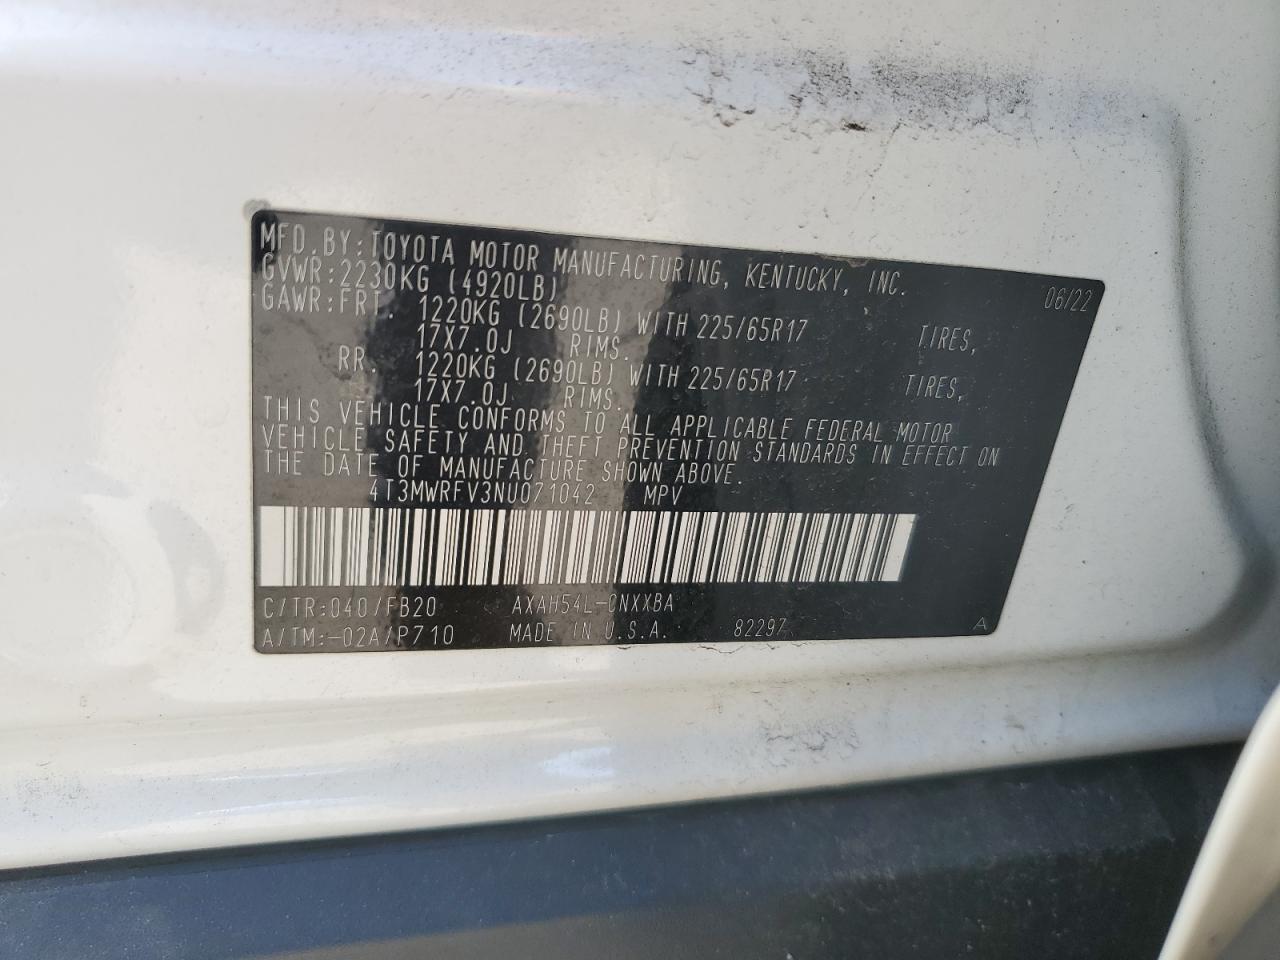 MFD.BY:TOYOTA MOTOR MANUFACTURING, KENTUCKY, INC. 06/22
GVWR:2230KG (4920LB)
GAWR:FRT. 1220KG (2690LB) WITH 225/65R17 TIRES,
17X7.0J RIMS.
RR. 1220KG (2690LB) WITH 225/65R17 TIRES,
17X7.0J RIMS.
THIS VEHICLE CONFORMS TO ALL APPLICABLE FEDERAL MOTOR
VEHICLE SAFETY AND THEFT PREVENTION STANDARDS IN EFFECT ON
THE DATE OF MANUFACTURE SHOWN ABOVE.
4T3MWRFV3NU071042 MPV
C/TR:040/FB20 AXAH54L-CNXXBA
A/TM:-02A/P710 MADE IN U.S.A. 82297 A